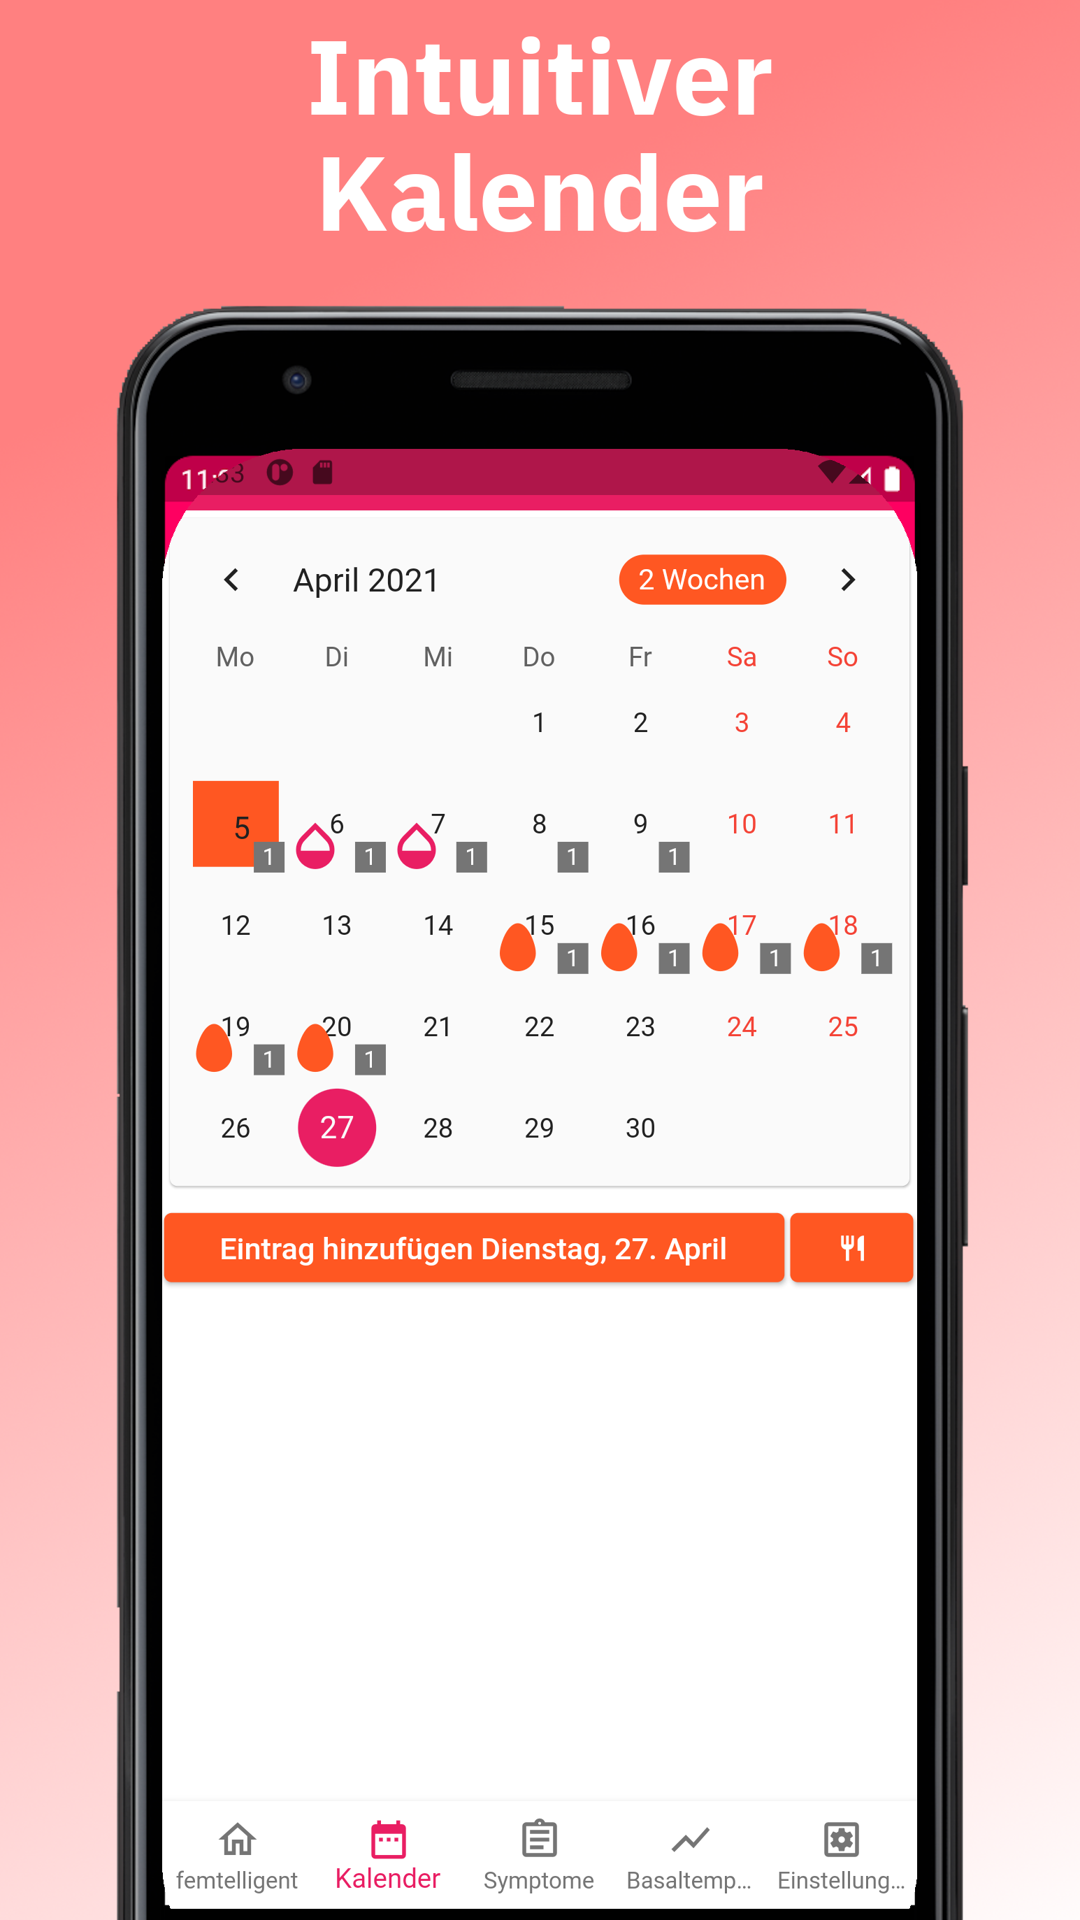 Intuitiver
Kalender
April 2021 2 Wochen
Mo Di Mi Do Fr Sa So
1 2 3 4
5 6 7 8 9 10 11
1 1 1 1 1
12 13 14 15 16 17 18
1 1 1 1
19 20 21 22 23 24 25
1 1
26 27 28 29 30
Eintrag hinzufügen Dienstag, 27. April
femtelligent Kalender Symptome Basaltemp... Einstellung...